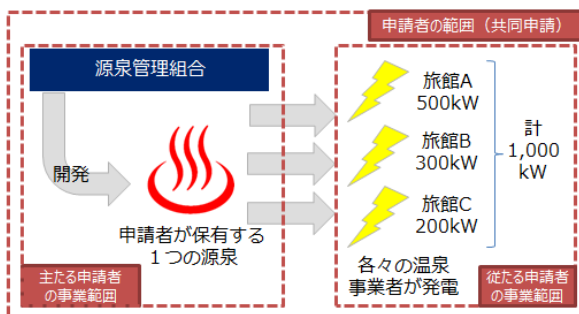 申請者の範囲（共同申請）
源泉管理組合
開発
申請者が保有する
１つの源泉
主たる申請者
の事業範囲
旅館A
500kW
旅館B
300kW
旅館C
200kW
計
1,000
kW
各々の温泉
事業者が発電
従たる申請者
の事業範囲